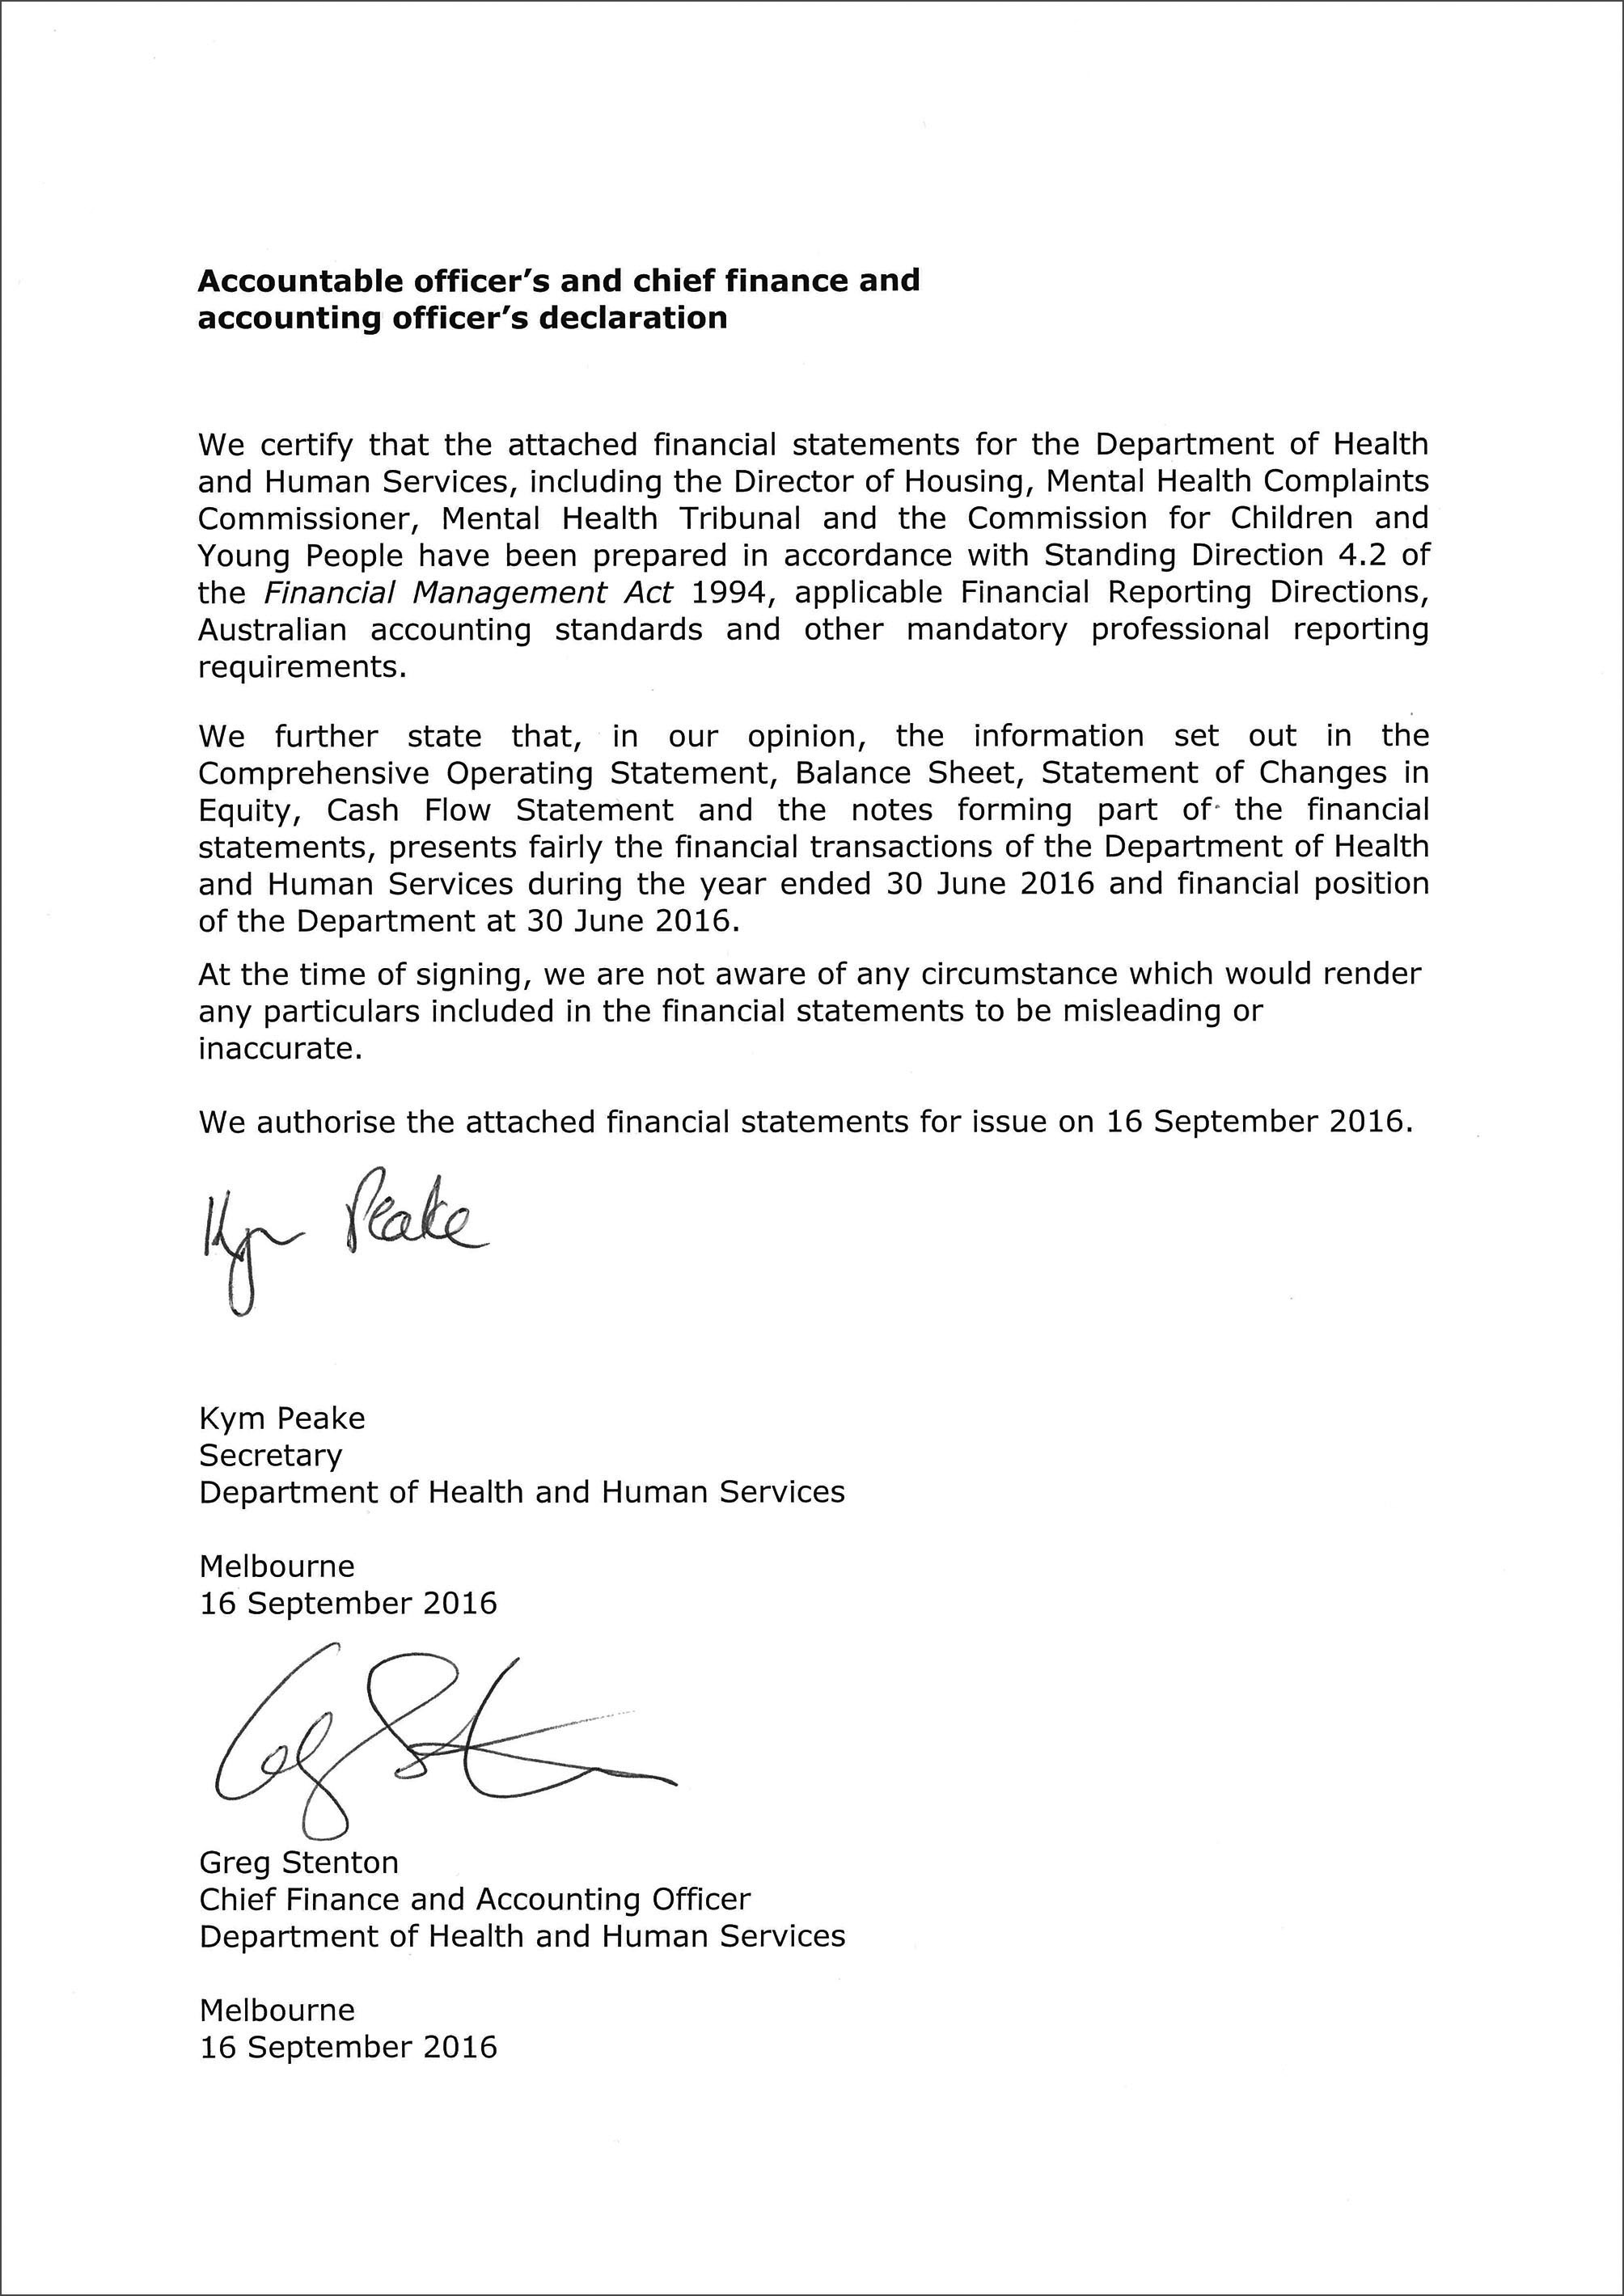 Accountable officer’s and chief finance and
accounting officer’s declaration
We certify that the attached financial statements for the Department of Health
and Human Services, including the Director of Housing, Mental Health Complaints
Commissioner, Mental Health Tribunal and the Commission for Children and
Young People have been prepared in accordance with Standing Direction 4.2 of
the Financial Management Act 1994, applicable Financial Reporting Directions,
Australian accounting standards and other mandatory professional reporting
requirements.
We further state that, in our opinion, the information set out in the
Comprehensive Operating Statement, Balance Sheet, Statement of Changes in
Equity, Cash Flow Statement and the notes forming part of the financial
statements, presents fairly the financial transactions of the Department of Health
and Human Services during the year ended 30 June 2016 and financial position
of the Department at 30 June 2016.
At the time of signing, we are not aware of any circumstance which would render
any particulars included in the financial statements to be misleading or
inaccurate.
We authorise the attached financial statements for issue on 16 September 2016.
Kym Peake
Kym Peake
Secretary
Department of Health and Human Services
Melbourne
16 September 2016
Greg Stenton
Chief Finance and Accounting Officer
Department of Health and Human Services
Melbourne
16 September 2016